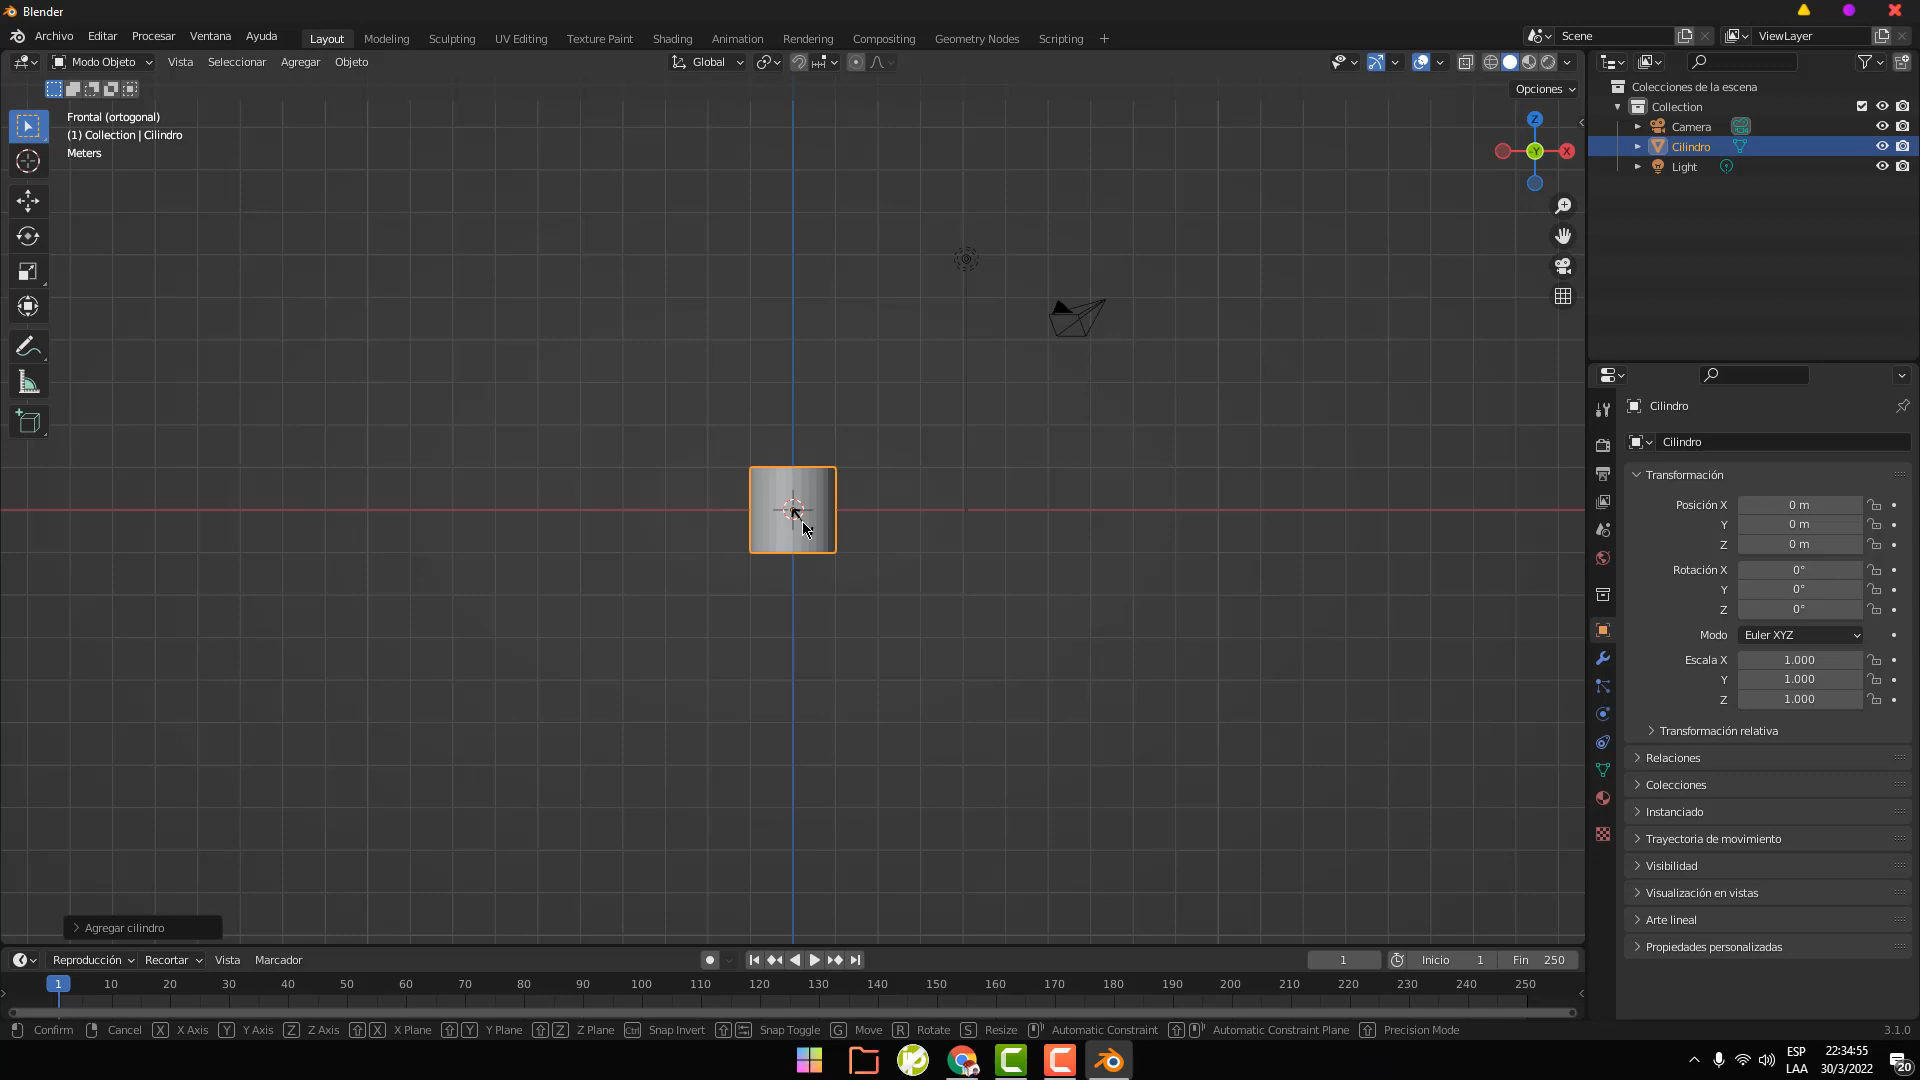 Blender
Archivo Editar Procesar Ventana Ayuda Layout Modeling Sculpting UV Editing Texture Paint Shading Animation Rendering Compositing Geometry Nodes Scripting + Scene ViewLayer
Modo Objeto Vista Seleccionar Agregar Objeto Global
Opciones
Frontal (ortogonal)
(1) Collection | Cilindro
Meters
Z
-Y
X
Colecciones de la escena
Collection
Camera
Cilindro
Light
Cilindro
Cilindro
Transformación
Posición X 0 m
Y 0 m
Z 0 m
Rotación X 0°
Y 0°
Z 0°
Modo Euler XYZ
Escala X 1.000
Y 1.000
Z 1.000
Transformación relativa
Relaciones
Colecciones
Instanciado
Trayectoria de movimiento
Visibilidad
Visualización en vistas
Arte lineal
Propiedades personalizadas
Agregar cilindro
Reproducción Recortar Vista Marcador 1 Inicio 1 Fin 250
1 10 20 30 40 50 60 70 80 90 100 110 120 130 140 150 160 170 180 190 200 210 220 230 240 250
Confirm Cancel X X Axis Y Y Axis Z Z Axis X X Plane Y Y Plane Z Z Plane Ctrl Snap Invert Snap Toggle G Move R Rotate S Resize Automatic Constraint Automatic Constraint Plane Precision Mode 3.1.0
ESP 22:34:55
LAA 30/3/2022 20